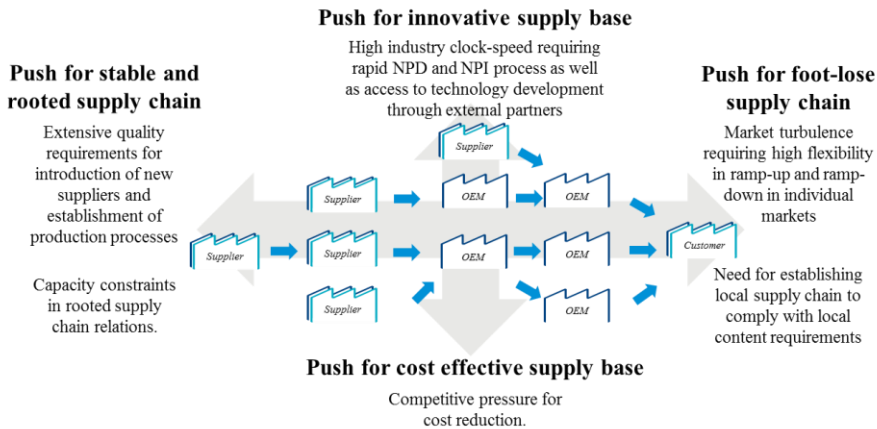 Push for innovative supply base
High industry clock-speed requiring
rapid NPD and NPI process as well
as access to technology development
through external partners
Push for stable and
rooted supply chain
Extensive quality
requirements for
introduction of new
suppliers and
establishment of
production processes
Capacity constraints
in rooted supply
chain relations.
Push for foot-lose
supply chain
Market turbulence
requiring high flexibility
in ramp-up and ramp-
down in individual
markets
Need for establishing
local supply chain to
comply with local
content requirements
Supplier
Supplier
OEM
OEM
Supplier
Supplier
OEM
OEM
Customer
Supplier
OEM
Push for cost effective supply base
Competitive pressure for
cost reduction.